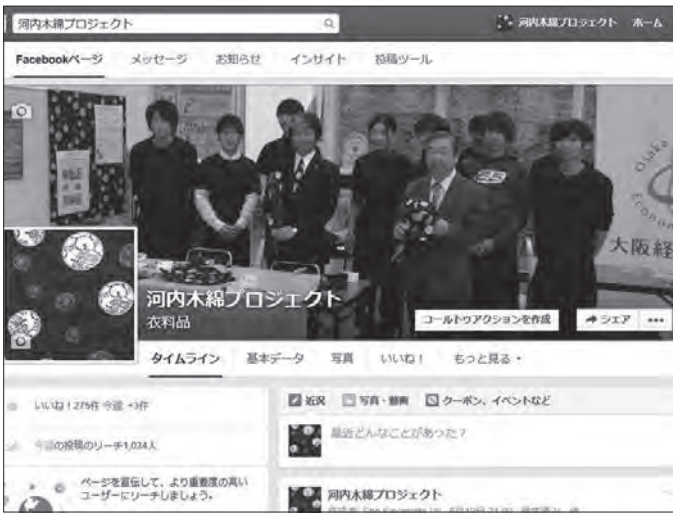 河内木綿プロジェクト
河内木綿プロジェクト ホーム
Facebookページ メッセージ お知らせ インサイト 投稿ツール
Osaka
Econo
大阪経
河内木綿プロジェクト
衣料品
コールトゥアクションを作成 シェア •••
タイムライン 基本データ 写真 いいね! もっと見る
いいね!275件 今週 +3件
今週の投稿のリーチ1,034人
ページを宣伝して、より重要度の高い
ユーザーにリーチしましょう。
近況 写真・動画 クーポン、イベントなど
最近どんなことがあった?
河内木綿プロジェクト